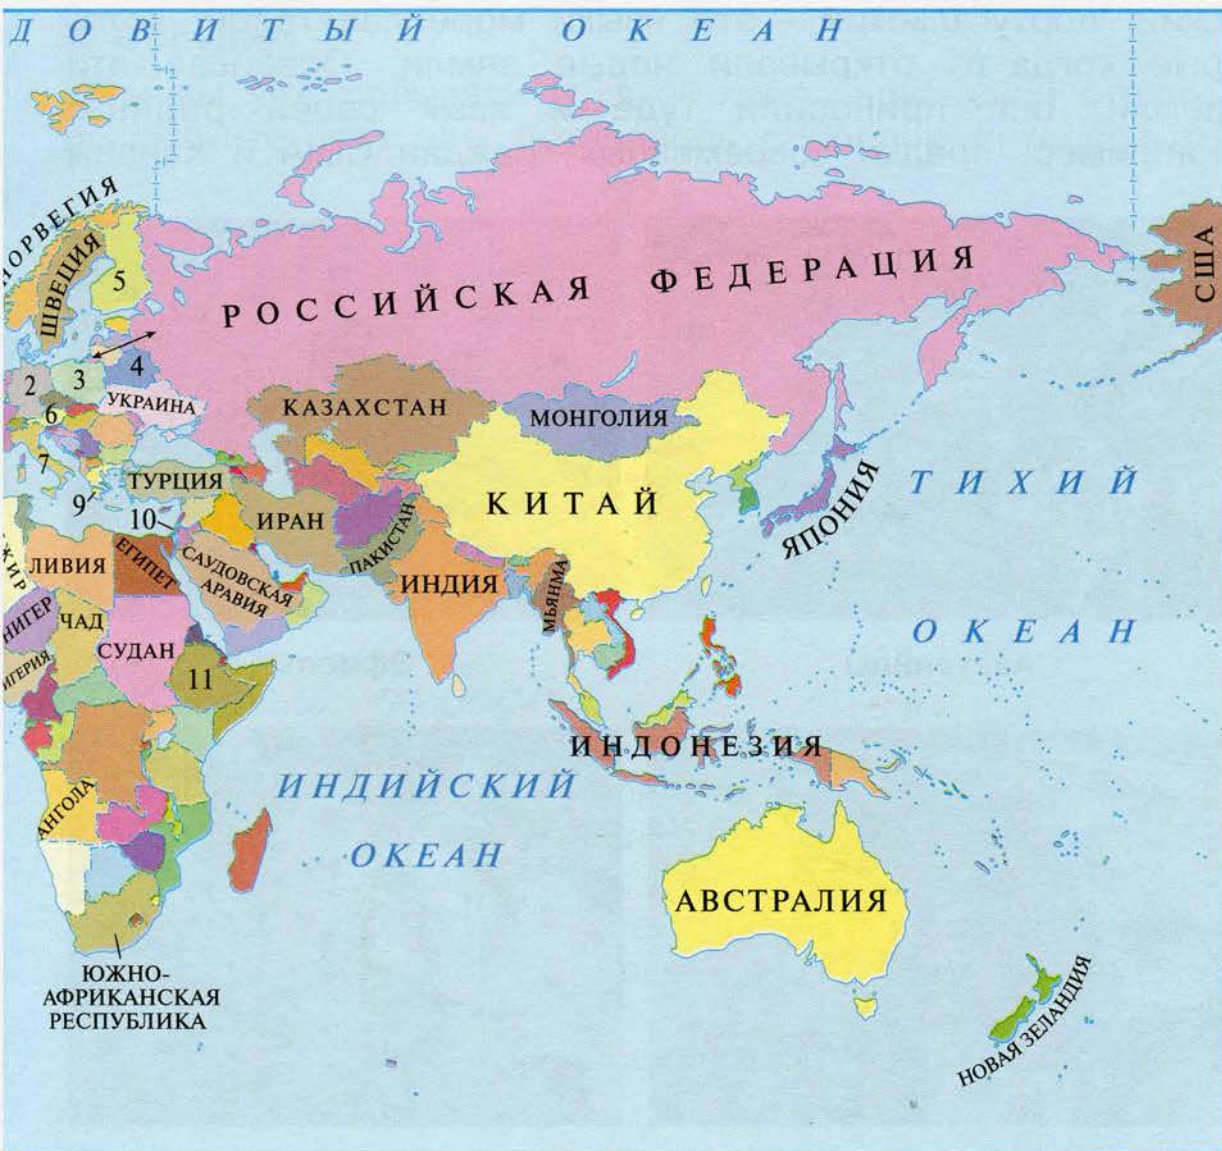 ДОВИТЫЙ ОКЕАН
НОРВЕГИЯ
ШВЕЦИЯ
5
РОССИЙСКАЯ ФЕДЕРАЦИЯ
США
2
3
4
УКРАИНА
6
КАЗАХСТАН
МОНГОЛИЯ
7
ТУРЦИЯ
9
10
ИРАН
ПАКИСТАН
КИТАЙ
ЯПОНИЯ
ТИХИЙ
ОКЕАН
ЖИР
ЛИВИЯ
ЕГИПЕТ
САУДОВСКАЯ
АРАВИЯ
ИНДИЯ
МЬЯНМА
НИГЕР
ЧАД
СУДАН
ИГЕРИЯ
11
ИНДОНЕЗИЯ
ИНДИЙСКИЙ
ОКЕАН
АНГОЛА
АВСТРАЛИЯ
ЮЖНО-
АФРИКАНСКАЯ
РЕСПУБЛИКА
НОВАЯ ЗЕЛАНДИЯ